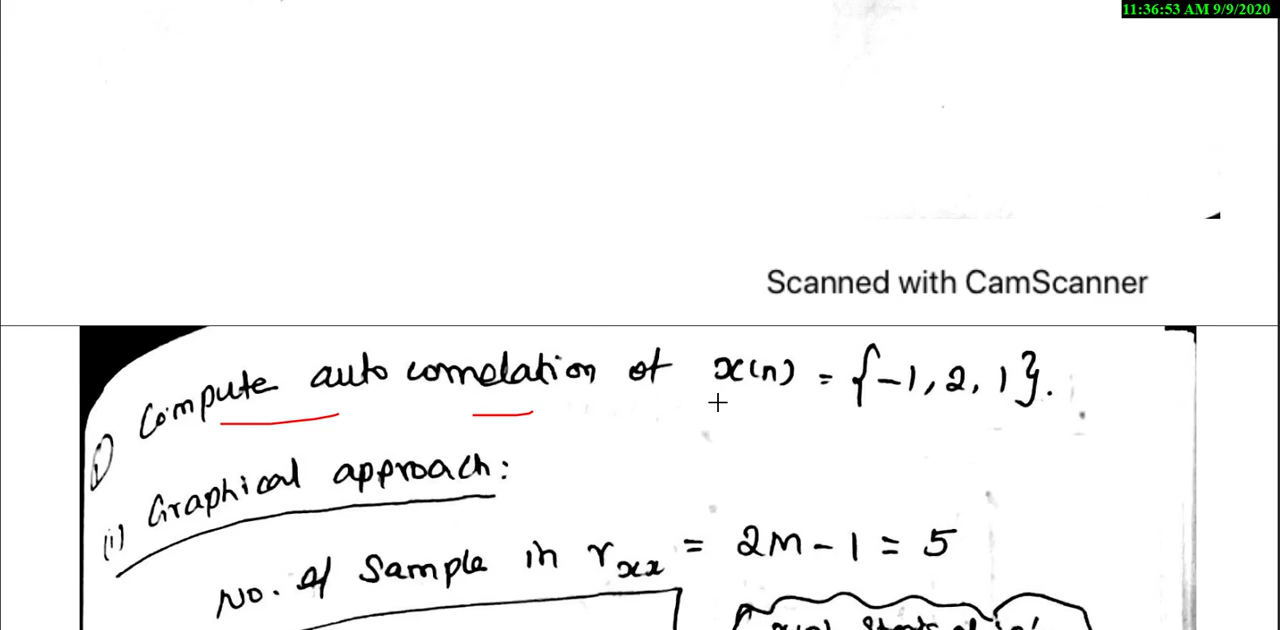 11:36:53 AM 9/9/2020
Scanned with CamScanner
1) Compute auto correlation of x(n) = {-1, 2, 1}.
(i) Graphical approach:
No. of Sample in rxx = 2M - 1 = 5